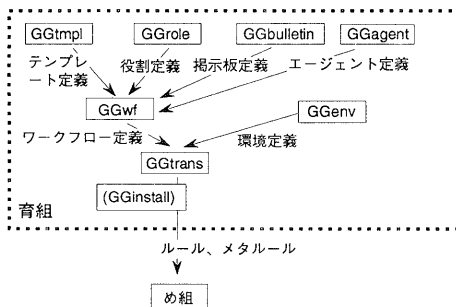 GGtmpl
GGrole
GGbulletin
GGagent
テンプレ
ート定義
役割定義
掲示板定義
エージェント定義
GGwf
GGenv
ワークフロー定義
環境定義
GGtrans
(GGinstall)
育組
ルール、メタルール
め組